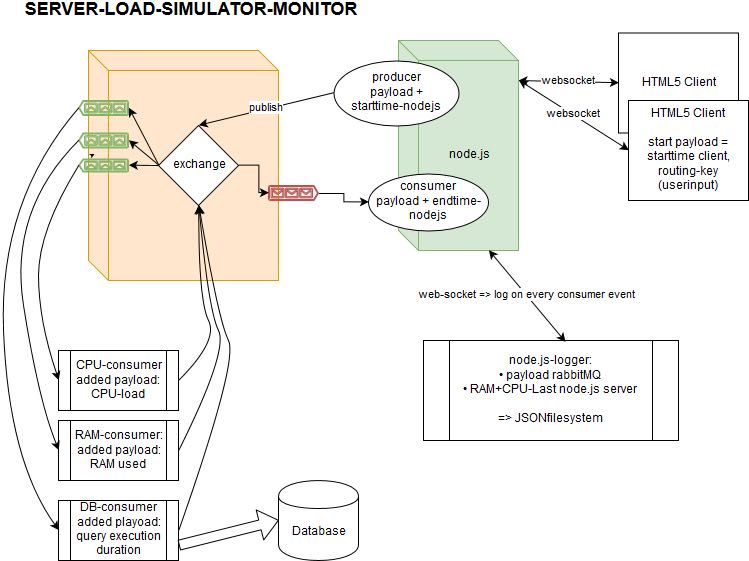 SERVER-LOAD-SIMULATOR-MONITOR
producer
payload +
starttime-nodejs
publish
exchange
node.js
consumer
payload + endtime-
nodejs
websocket
websocket
HTML5 Client
HTML5 Client
start payload =
starttime client,
routing-key
(userinput)
web-socket => log on every consumer event
node.js-logger:
• payload rabbitMQ
• RAM+CPU-Last node.js server
=> JSONfilesystem
CPU-consumer
added payload:
CPU-load
RAM-consumer:
added payload:
RAM used
DB-consumer
added playoad:
query execution
duration
Database